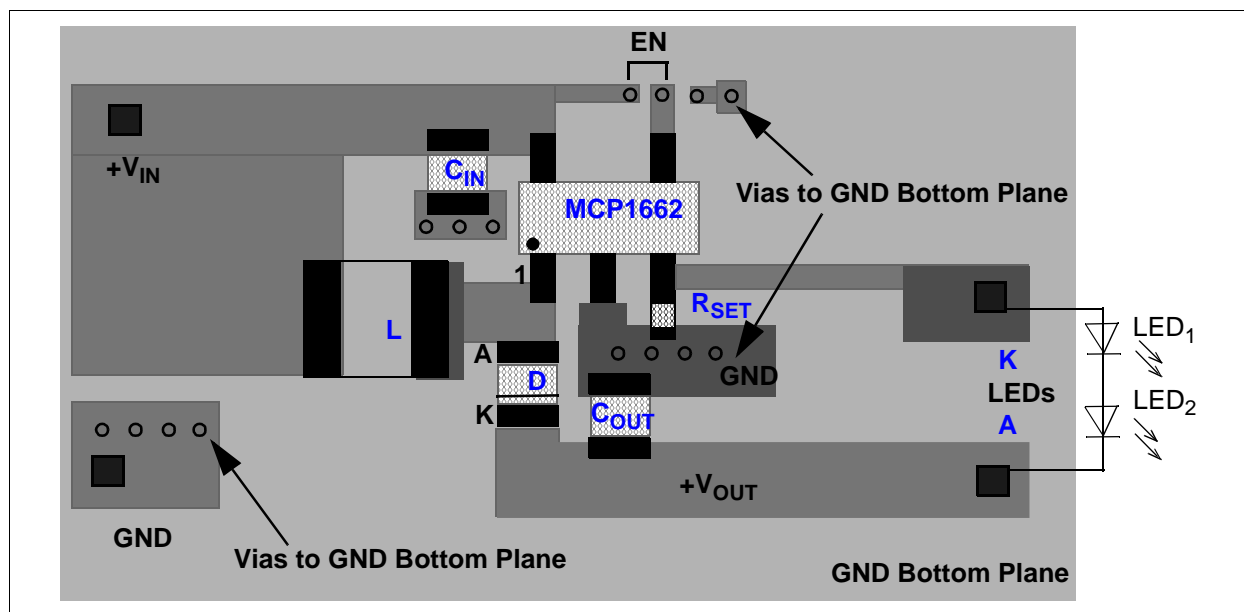 EN
+VIN
CIN
MCP1662
Vias to GND Bottom Plane
1
L
RSET
A
D
K
GND
COUT
K
LEDs
A
LED1
LED2
+VOUT
GND
Vias to GND Bottom Plane
GND Bottom Plane